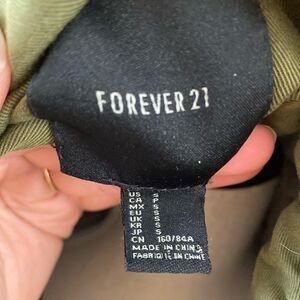 FOREVER 21
US S
CA P
MX S
EU S
UK S
KR S
JP S
CN 160/84A
MADE IN CHINA
FABRIQUÉ EN CHINE